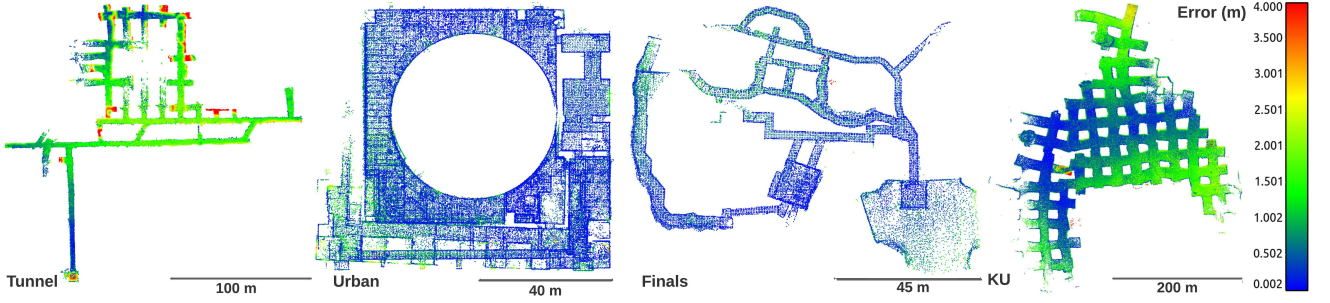 Error (m)
4.000
3.500
3.001
2.501
2.001
1.501
1.002
0.502
0.002
Tunnel
100 m
Urban
40 m
Finals
45 m
KU
200 m